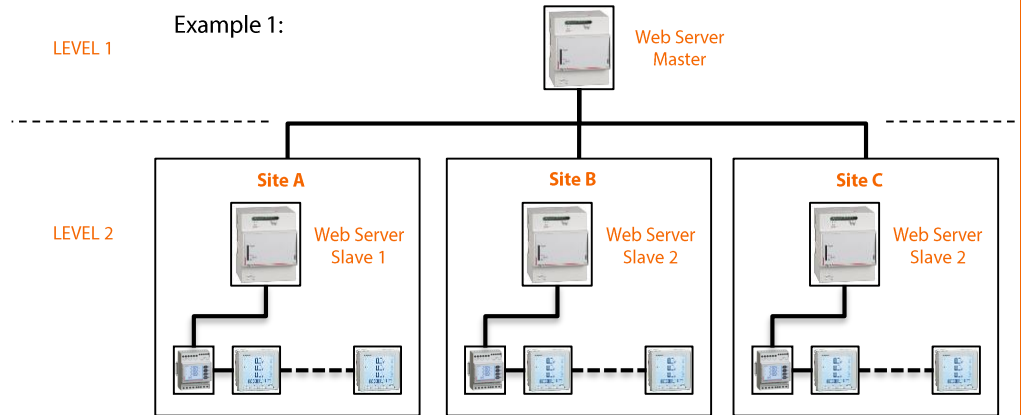 Example 1:
LEVEL 1
Web Server
Master
Site A
Site B
Site C
LEVEL 2
Web Server
Slave 1
Web Server
Slave 2
Web Server
Slave 2